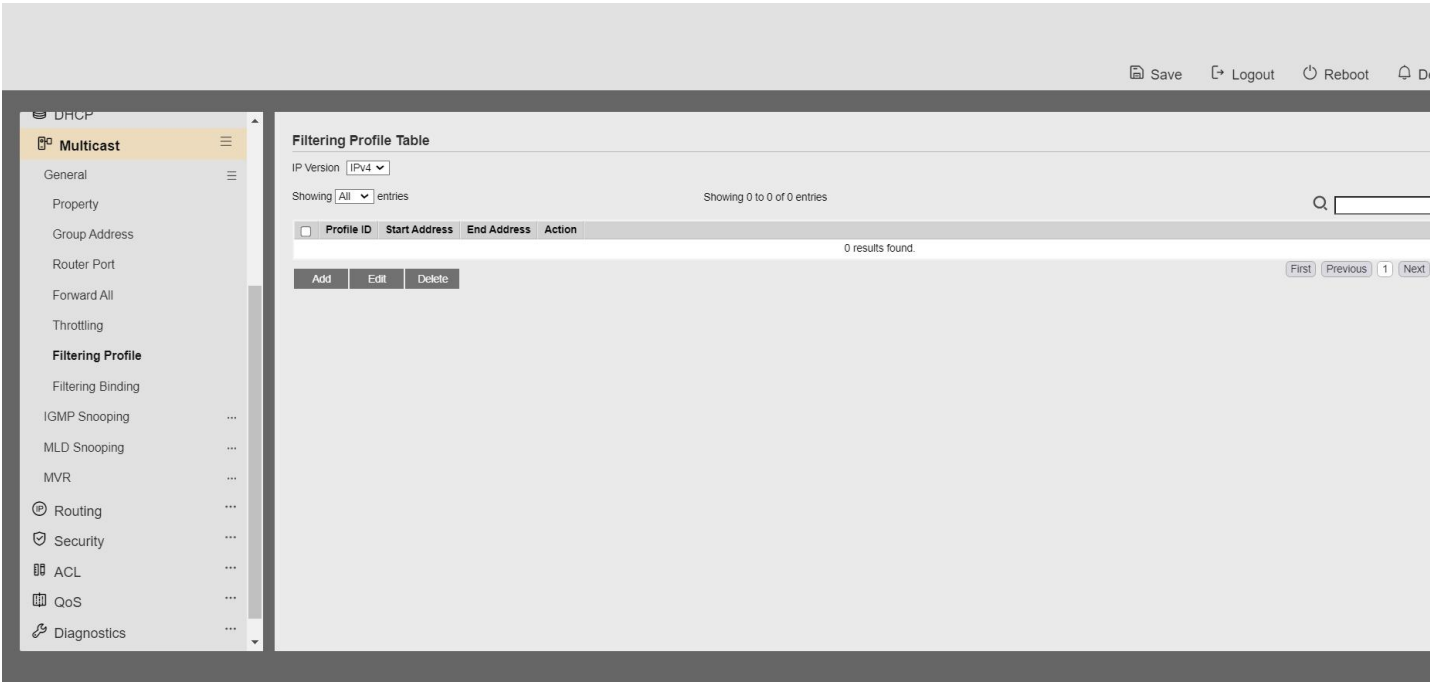 Save Logout Reboot
DHCP
Multicast
General
Property
Group Address
Router Port
Forward All
Throttling
Filtering Profile
Filtering Binding
IGMP Snooping
MLD Snooping
MVR
Routing
Security
ACL
QoS
Diagnostics
Filtering Profile Table
IP Version IPv4
Showing All entries Showing 0 to 0 of 0 entries
Profile ID Start Address End Address Action
0 results found.
Add Edit Delete First Previous 1 Next